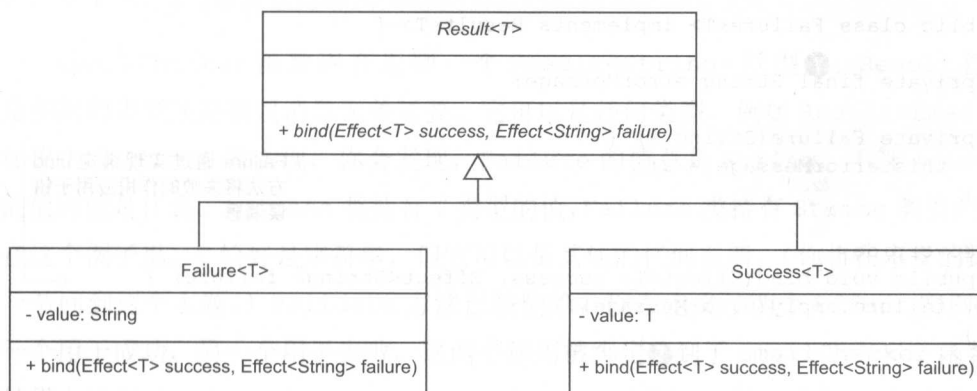 Result<T>
+ bind(Effect<T> success, Effect<String> failure)
Failure<T>
- value: String
+ bind(Effect<T> success, Effect<String> failure)
Success<T>
- value: T
+ bind(Effect<T> success, Effect<String> failure)